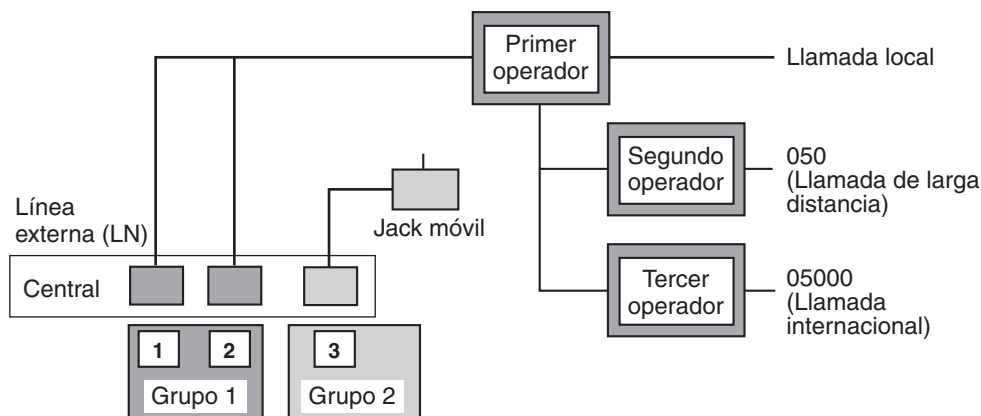 Primer
operador
Llamada local
Segundo
operador
050
(Llamada de larga
distancia)
Jack móvil
Línea
externa (LN)
Central
Tercer
operador
05000
(Llamada
internacional)
1
2
3
Grupo 1
Grupo 2